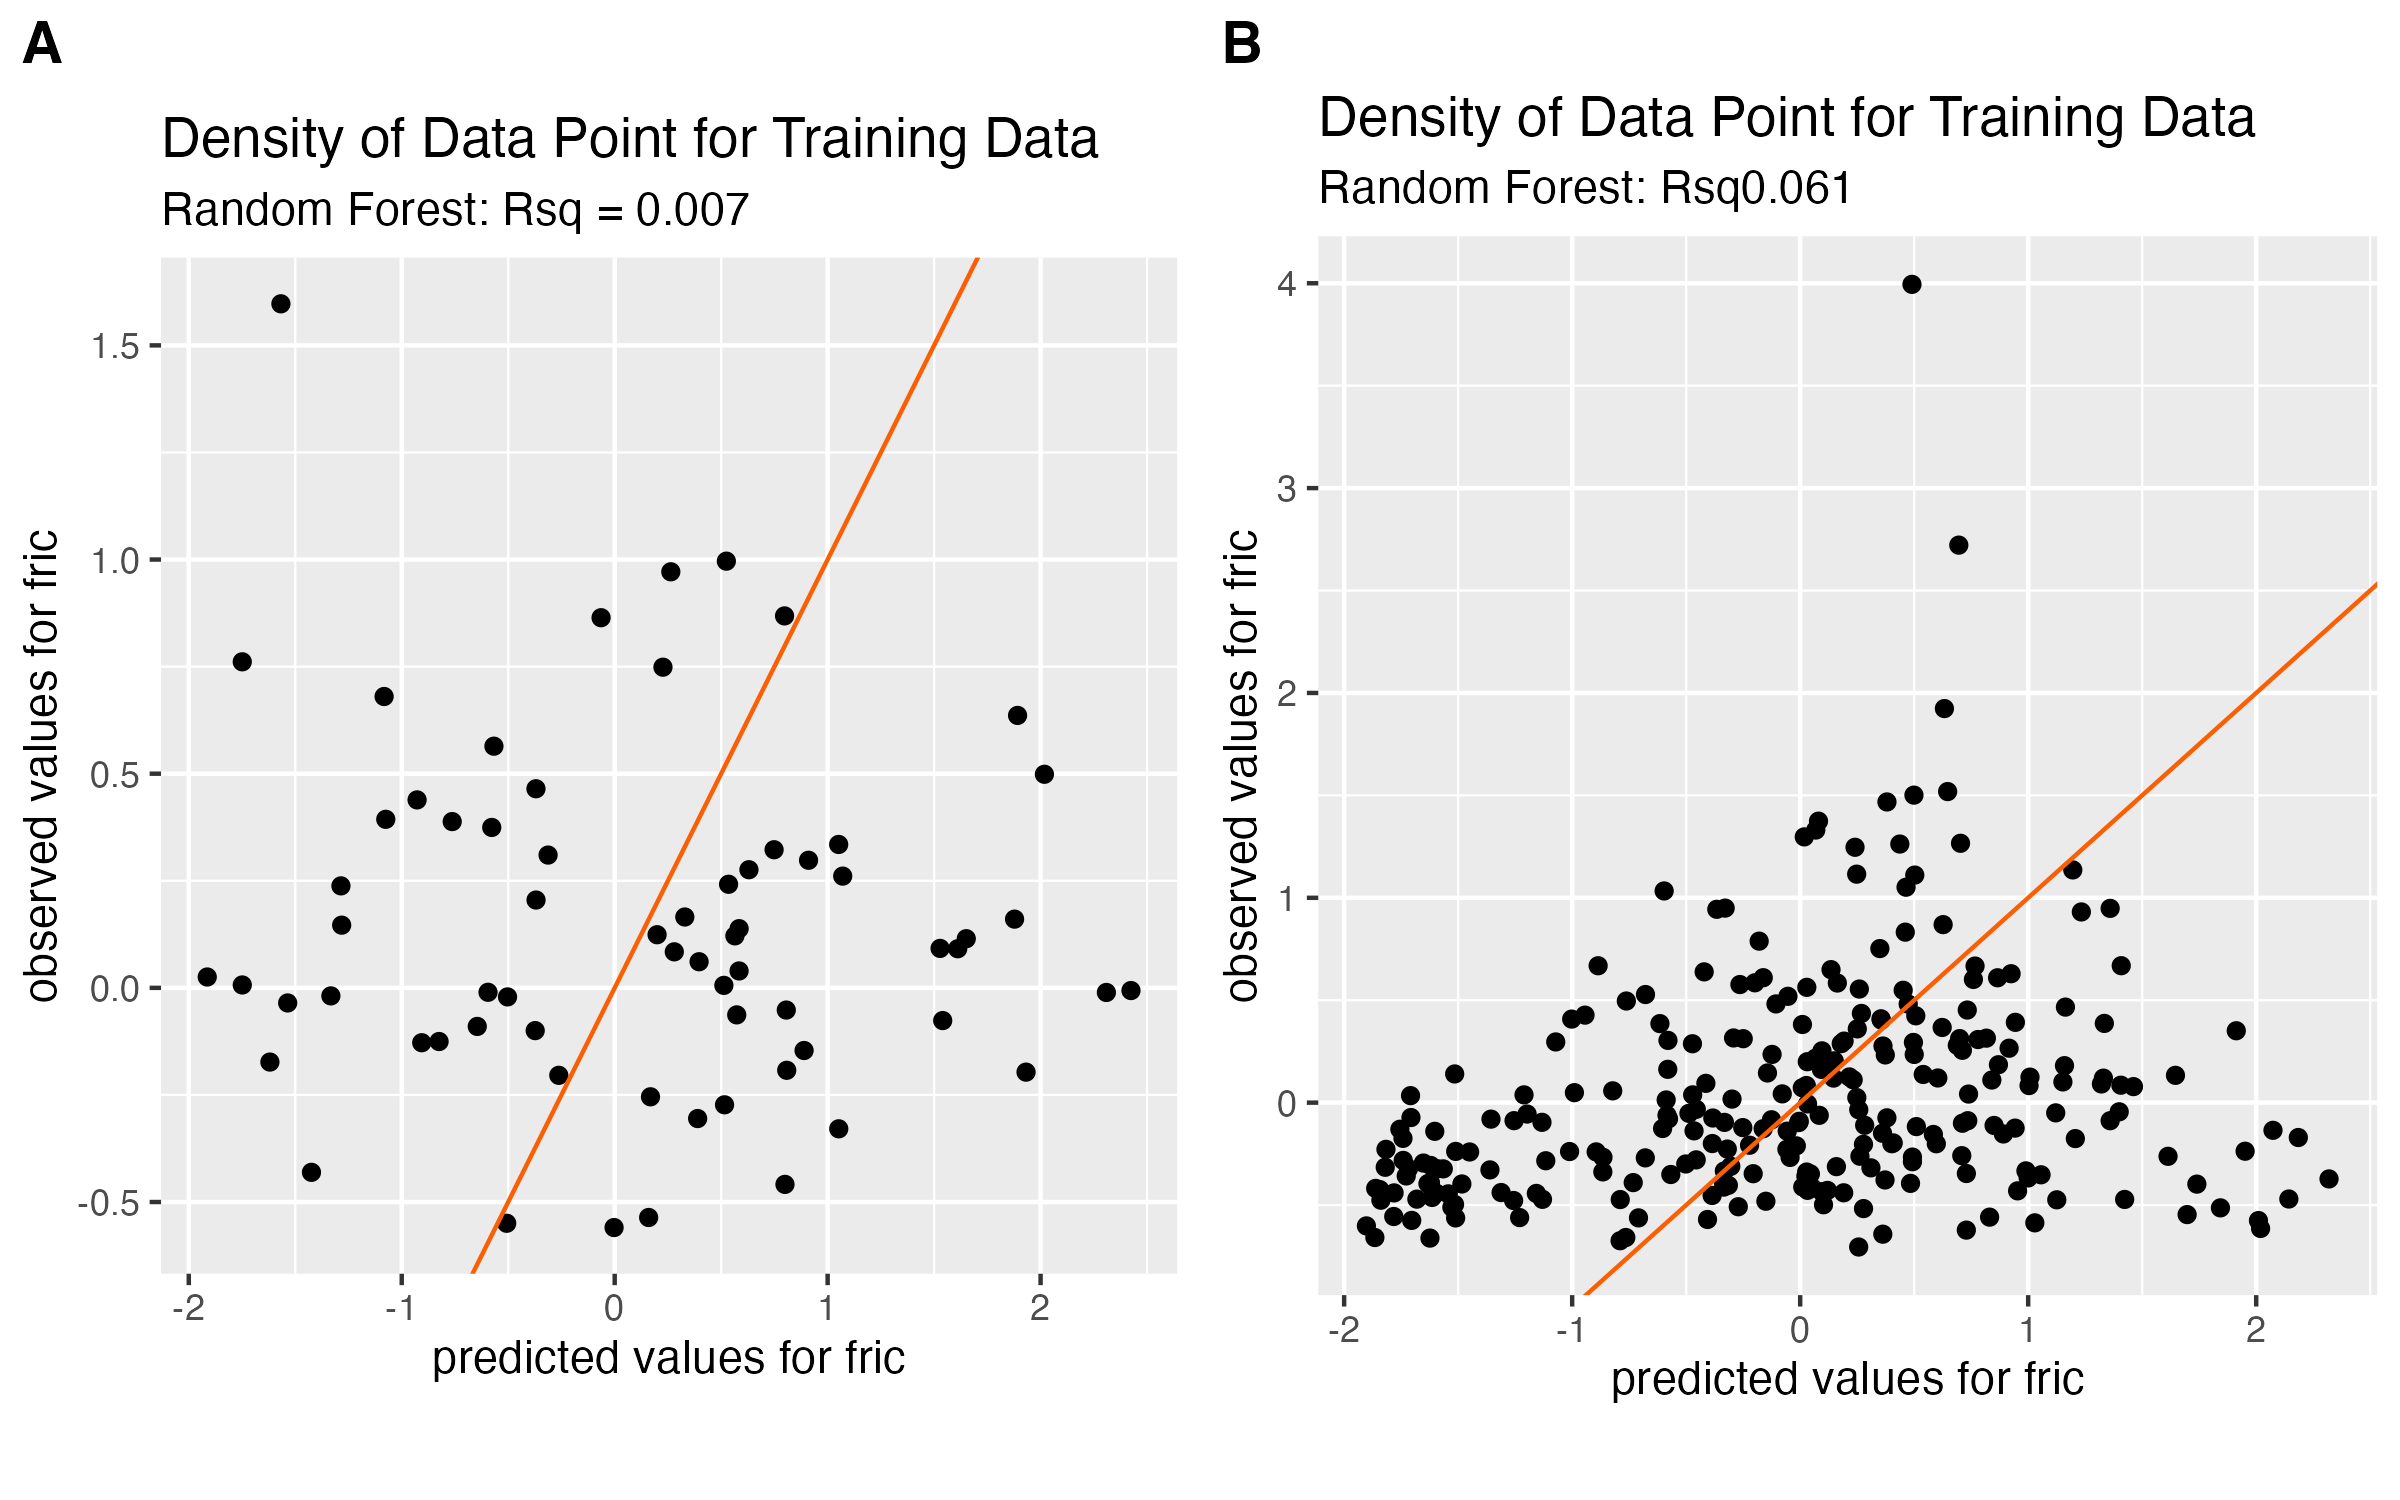 A
Density of Data Point for Training Data
Random Forest: Rsq = 0.007
observed values for fric
1.5
1.0
0.5
0.0
-0.5
-2 -1 0 1 2
predicted values for fric
B
Density of Data Point for Training Data
Random Forest: Rsq0.061
observed values for fric
4
3
2
1
0
-2 -1 0 1 2
predicted values for fric